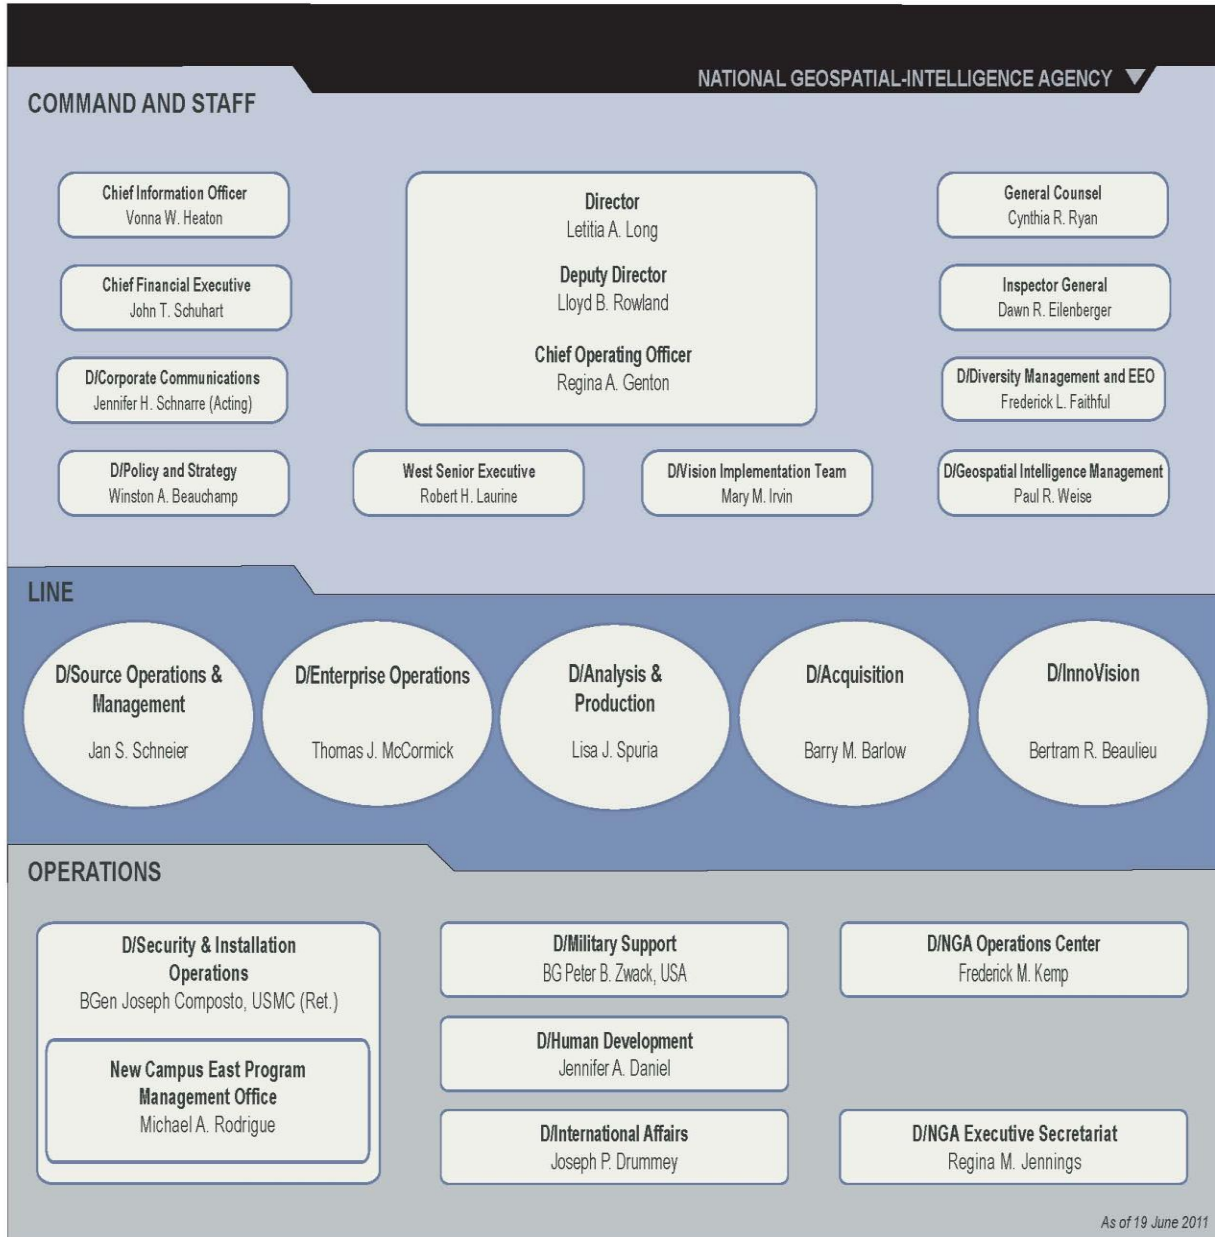 NATIONAL GEOSPATIAL-INTELLIGENCE AGENCY
COMMAND AND STAFF
Chief Information Officer
Vonna W. Heaton
Chief Financial Executive
John T. Schuhart
D/Corporate Communications
Jennifer H. Schnarre (Acting)
D/Policy and Strategy
Winston A. Beauchamp
Director
Letitia A. Long
Deputy Director
Lloyd B. Rowland
Chief Operating Officer
Regina A. Genton
West Senior Executive
Robert H. Laurine
D/Vision Implementation Team
Mary M. Irvin
General Counsel
Cynthia R. Ryan
Inspector General
Dawn R. Eilenberger
D/Diversity Management and EEO
Frederick L. Faithful
D/Geospatial Intelligence Management
Paul R. Weise
LINE
D/Source Operations &
Management
Jan S. Schneier
D/Enterprise Operations
Thomas J. McCormick
D/Analysis &
Production
Lisa J. Spuria
D/Acquisition
Barry M. Barlow
D/InnoVision
Bertram R. Beaulieu
OPERATIONS
D/Security & Installation
Operations
BGen Joseph Composto, USMC (Ret.)
New Campus East Program
Management Office
Michael A. Rodrigue
D/Military Support
BG Peter B. Zwack, USA
D/Human Development
Jennifer A. Daniel
D/International Affairs
Joseph P. Drummey
D/NGA Operations Center
Frederick M. Kemp
D/NGA Executive Secretariat
Regina M. Jennings
As of 19 June 2011